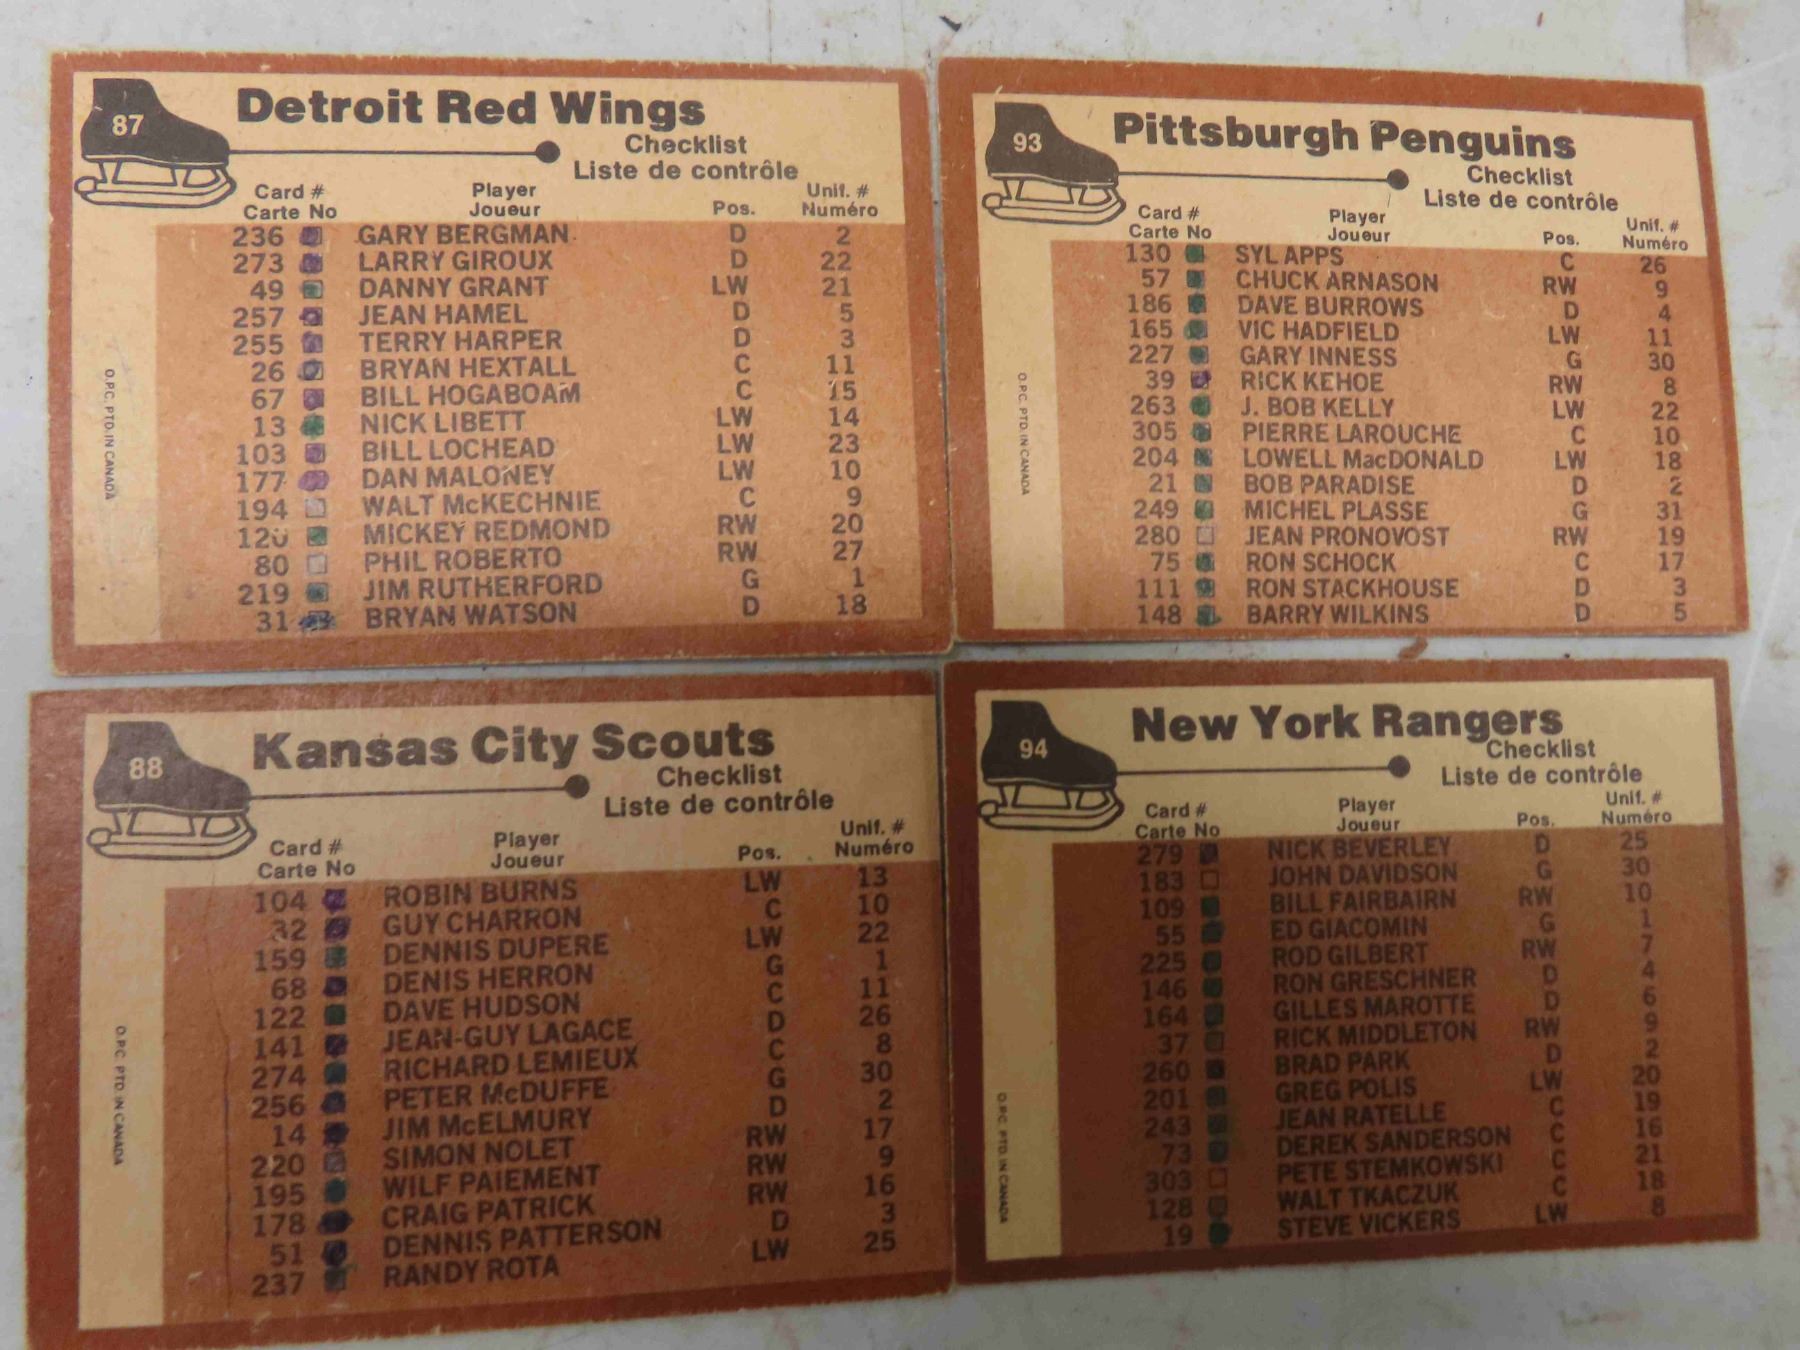 87
Detroit Red Wings
Checklist
Liste de contrôle
Card # Player Unif. #
Carte No Joueur Pos. Numéro
236 GARY BERGMAN D 2
273 LARRY GIROUX D 22
49 DANNY GRANT LW 21
257 JEAN HAMEL D 5
255 TERRY HARPER D 3
26 BRYAN HEXTALL C 11
67 BILL HOGABOAM C 15
13 NICK LIBETT LW 14
103 BILL LOCHEAD LW 23
177 DAN MALONEY LW 10
194 WALT McKECHNIE C 9
120 MICKEY REDMOND RW 20
80 PHIL ROBERTO RW 27
219 JIM RUTHERFORD G 1
31 BRYAN WATSON D 18
O.P.C. PTD. IN CANADA
93
Pittsburgh Penguins
Checklist
Liste de contrôle
Card # Player Unif. #
Carte No Joueur Pos. Numéro
130 SYL APPS C 26
57 CHUCK ARNASON RW 9
186 DAVE BURROWS D 4
165 VIC HADFIELD LW 11
227 GARY INNESS G 30
39 RICK KEHOE RW 8
263 J. BOB KELLY LW 22
305 PIERRE LAROUCHE C 10
204 LOWELL MacDONALD LW 18
21 BOB PARADISE D 2
249 MICHEL PLASSE G 31
280 JEAN PRONOVOST RW 19
75 RON SCHOCK C 17
111 RON STACKHOUSE D 3
148 BARRY WILKINS D 5
O.P.C. PTD. IN CANADA
88
Kansas City Scouts
Checklist
Liste de contrôle
Card # Player Unif. #
Carte No Joueur Pos. Numéro
104 ROBIN BURNS LW 13
32 GUY CHARRON C 10
159 DENNIS DUPERE LW 22
68 DENIS HERRON G 1
122 DAVE HUDSON C 11
141 JEAN-GUY LAGACE D 26
274 RICHARD LEMIEUX C 8
256 PETER McDUFFE G 30
14 JIM McELMURY D 2
220 SIMON NOLET RW 17
195 WILF PAIEMENT RW 9
178 CRAIG PATRICK RW 16
51 DENNIS PATTERSON D 3
237 RANDY ROTA LW 25
O.P.C. PTD. IN CANADA
94
New York Rangers
Checklist
Liste de contrôle
Card # Player Unif. #
Carte No Joueur Pos. Numéro
279 NICK BEVERLEY D 25
183 JOHN DAVIDSON G 30
109 BILL FAIRBAIRN RW 10
55 ED GIACOMIN G 1
225 ROD GILBERT RW 7
146 RON GRESCHNER D 4
164 GILLES MAROTTE D 6
37 RICK MIDDLETON RW 9
260 BRAD PARK D 2
201 GREG POLIS LW 20
243 JEAN RATELLE C 19
73 DEREK SANDERSON C 16
303 PETE STEMKOWSKI C 21
128 WALT TKACZUK C 18
19 STEVE VICKERS LW 8
O.P.C. PTD. IN CANADA